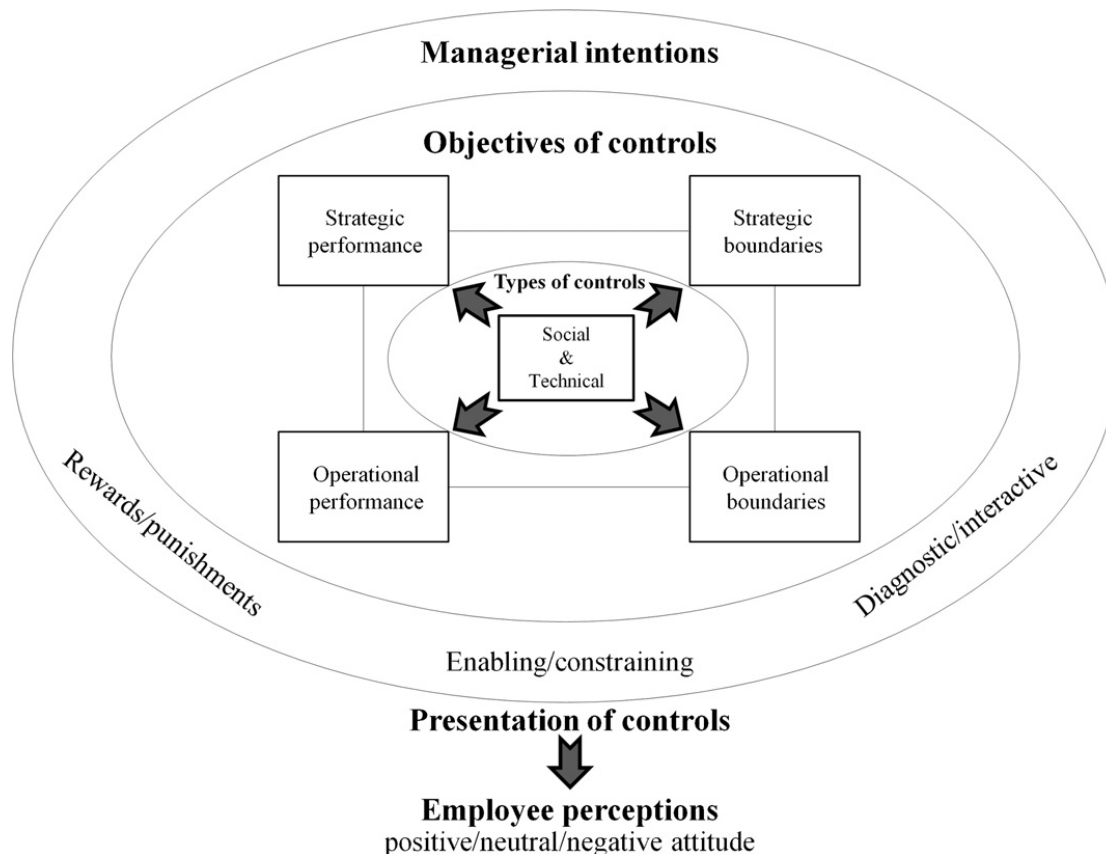 Managerial intentions
Objectives of controls
Strategic
performance
Strategic
boundaries
Types of controls
Social
&
Technical
Operational
performance
Operational
boundaries
Rewards/punishments
Enabling/constraining
Diagnostic/interactive
Presentation of controls
Employee perceptions
positive/neutral/negative attitude